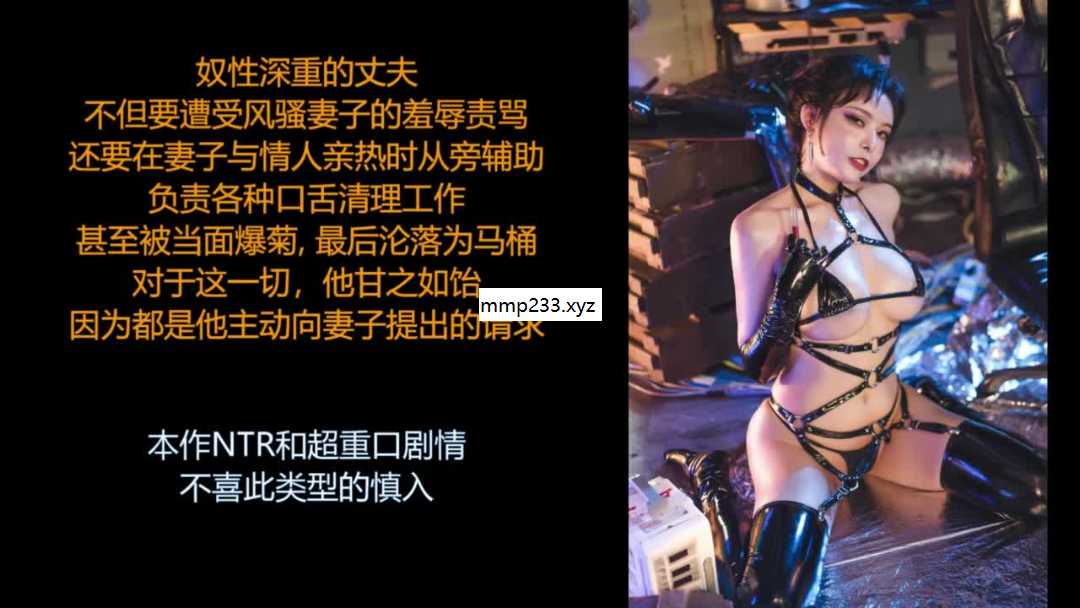 奴性深重的丈夫
不但要遭受风骚妻子的羞辱责骂
还要在妻子与情人亲热时从旁辅助
负责各种口舌清理工作
甚至被当面爆菊, 最后沦落为马桶
对于这一切，他甘之如饴
mmp233.xyz
因为都是他主动向妻子提出的请求
本作NTR和超重口剧情
不喜此类型的慎入